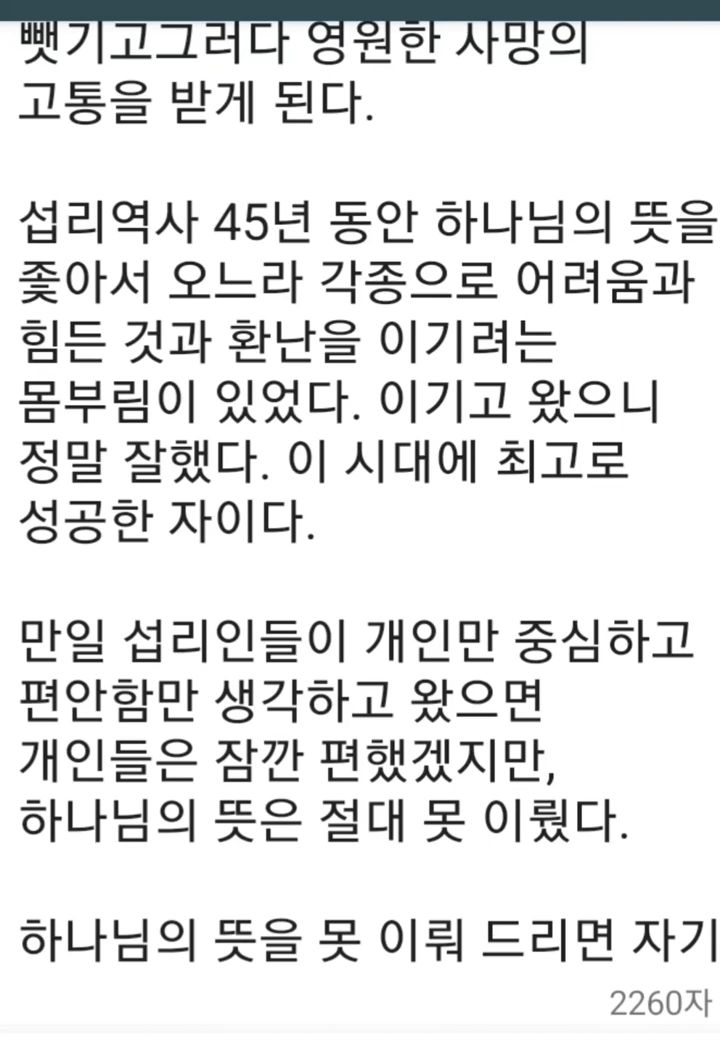 뺏기고그러다 영원한 사망의
고통을 받게 된다.
섭리역사 45년 동안 하나님의 뜻을
좇아서 오느라 각종으로 어려움과
힘든 것과 환난을 이기려는
몸부림이 있었다. 이기고 왔으니
정말 잘했다. 이 시대에 최고로
성공한 자이다.
만일 섭리인들이 개인만 중심하고
편안함만 생각하고 왔으면
개인들은 잠깐 편했겠지만,
하나님의 뜻은 절대 못 이뤘다.
하나님의 뜻을 못 이뤄 드리면 자기
2260자